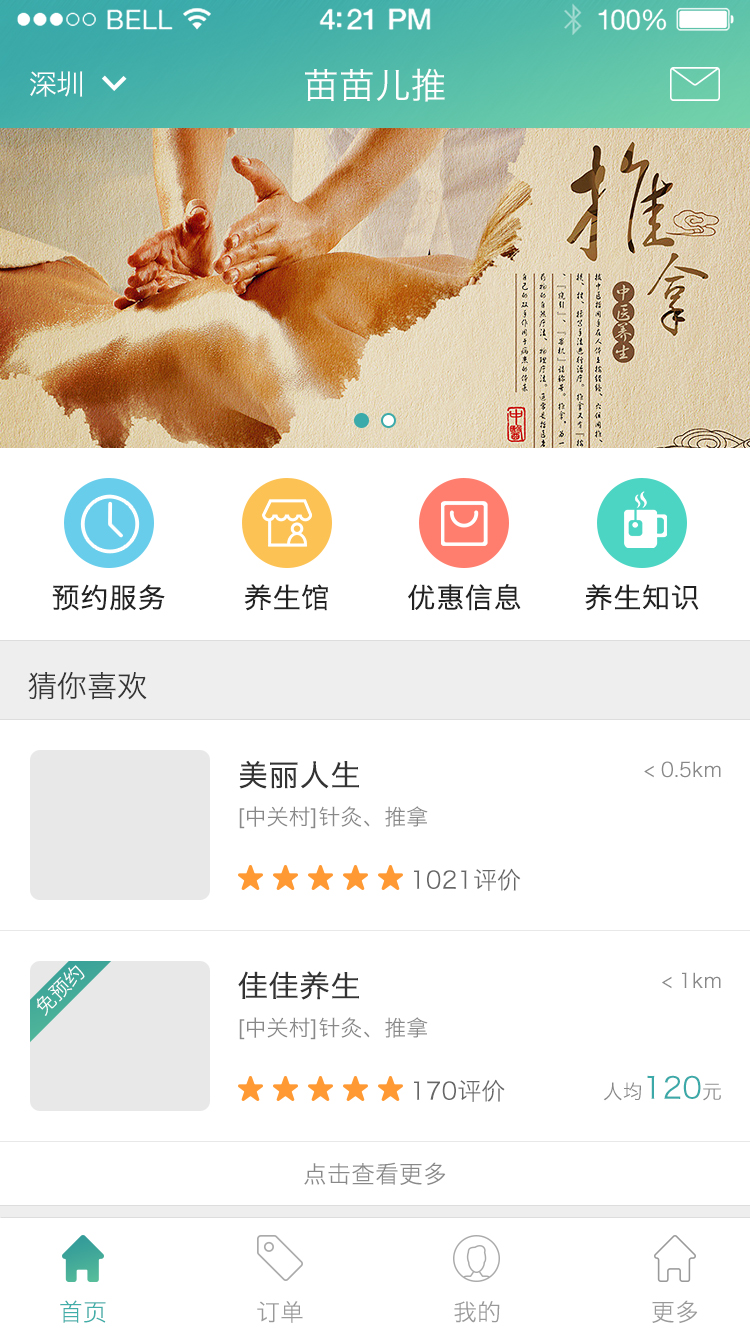 BELL 4:21 PM 100%
深圳
苗苗儿推
推拿
中医养生
中醫
预约服务 养生馆 优惠信息 养生知识
猜你喜欢
美丽人生 < 0.5km
[中关村]针灸、推拿
1021评价
免预约
佳佳养生 < 1km
[中关村]针灸、推拿
170评价 人均120元
点击查看更多
首页 订单 我的 更多